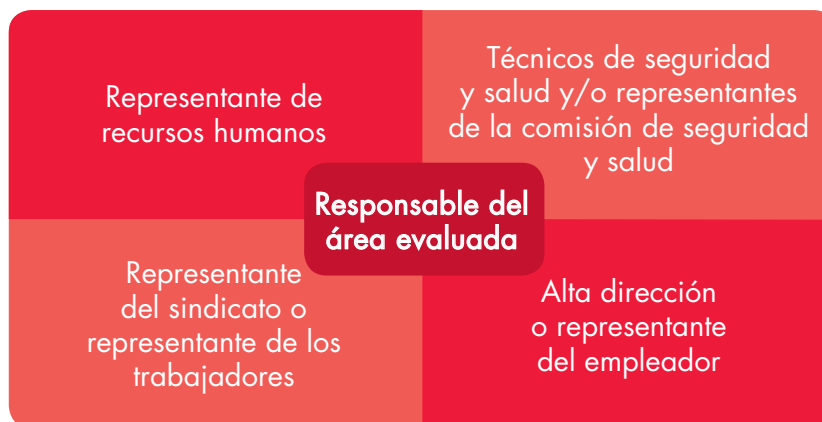 Representante de
recursos humanos
Técnicos de seguridad
y salud y/o representantes
de la comisión de seguridad
y salud
Responsable del
área evaluada
Representante
del sindicato o
representante de los
trabajadores
Alta dirección
o representante
del empleador